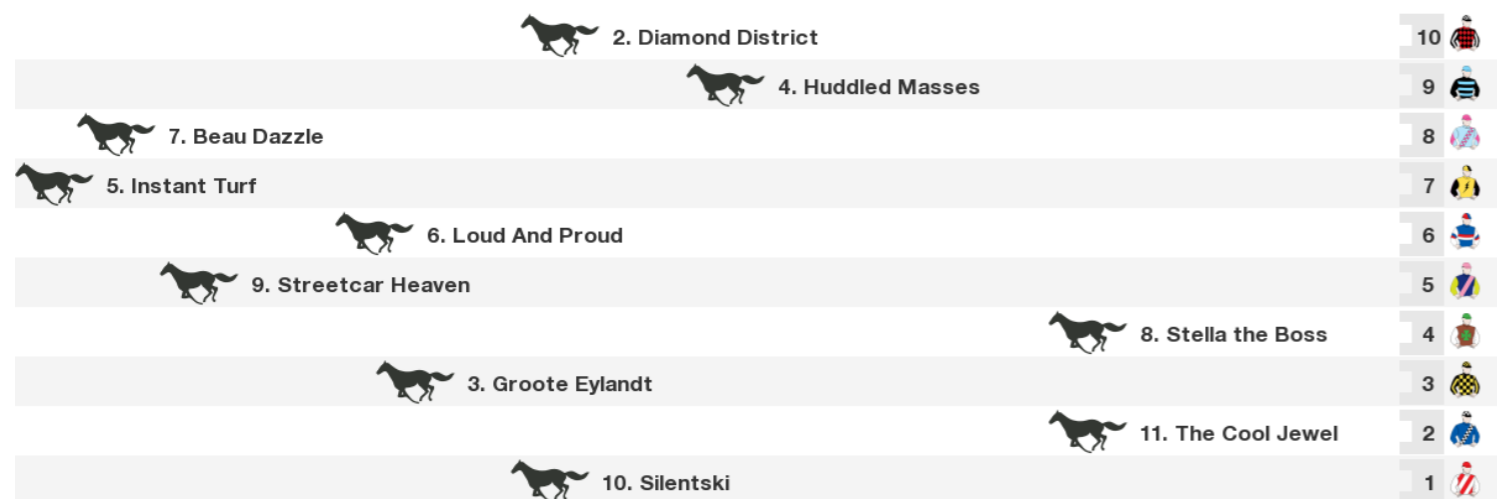 2. Diamond District 10
4. Huddled Masses 9
7. Beau Dazzle 8
5. Instant Turf 7
6. Loud And Proud 6
9. Streetcar Heaven 5
8. Stella the Boss 4
3. Groote Eylandt 3
11. The Cool Jewel 2
10. Silentski 1